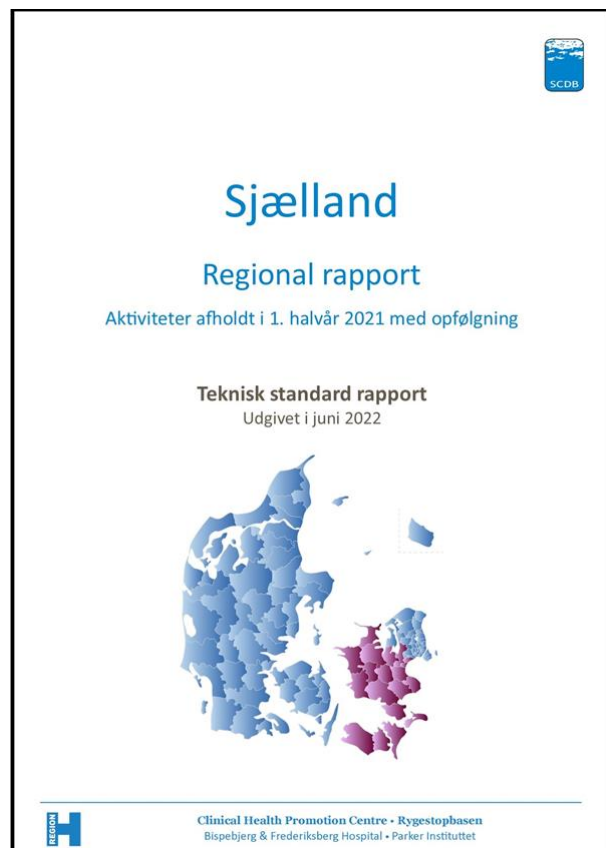 SCDB
Sjælland
Regional rapport
Aktiviteter afholdt i 1. halvår 2021 med opfølgning
Teknisk standard rapport
Udgivet i juni 2022
REGION H
Clinical Health Promotion Centre • Rygestopbasen
Bispebjerg & Frederiksberg Hospital • Parker Instituttet